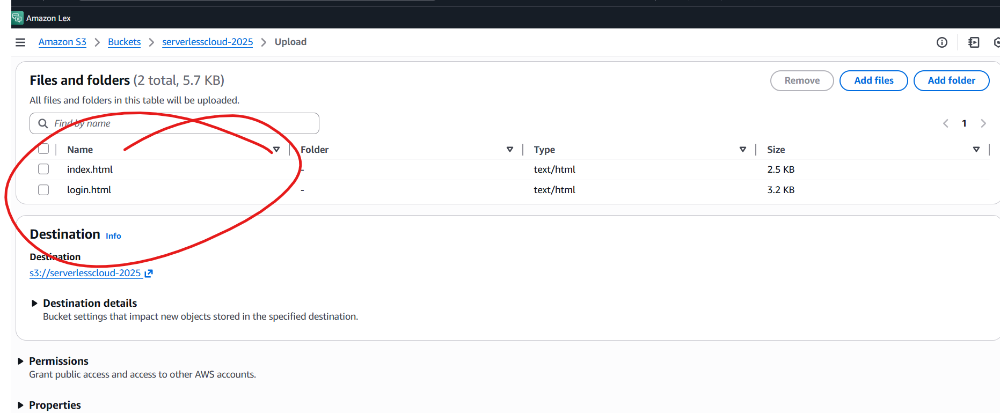 Amazon Lex
Amazon S3 > Buckets > serverlesscloud-2025 > Upload
Files and folders (2 total, 5.7 KB)
Remove Add files Add folder
All files and folders in this table will be uploaded.
Find by name
1
Name Folder Type Size
index.html - text/html 2.5 KB
login.html - text/html 3.2 KB
Destination Info
Destination
s3://serverlesscloud-2025
Destination details
Bucket settings that impact new objects stored in the specified destination.
Permissions
Grant public access and access to other AWS accounts.
Properties